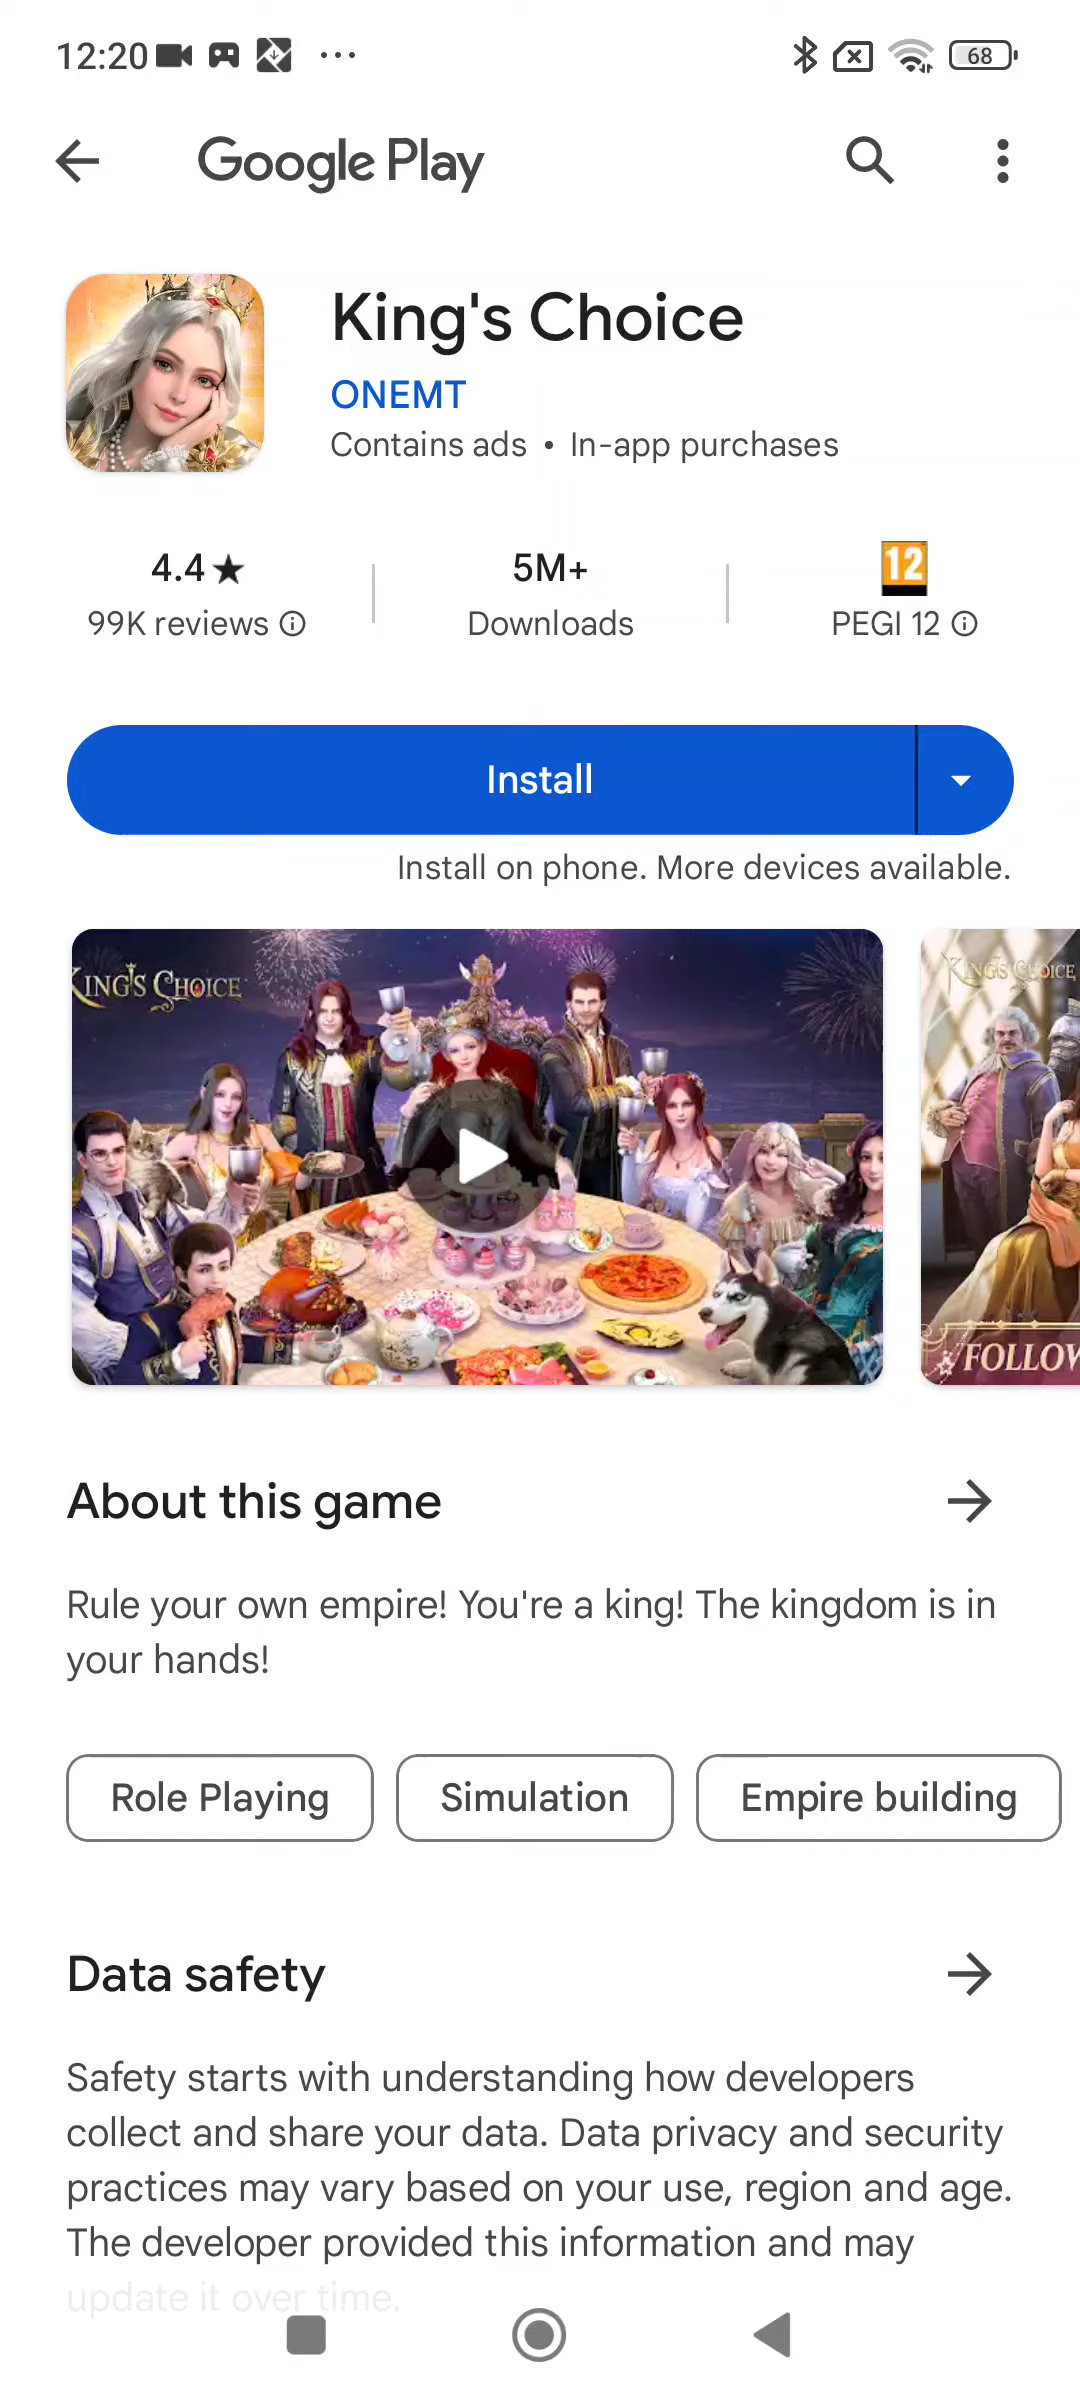 12:20
68
Google Play
King's Choice
ONEMT
Contains ads • In-app purchases
4.4★
99K reviews
5M+
Downloads
12
PEGI 12
Install
Install on phone. More devices available.
KING'S CHOICE
KING'S CHOICE
FOLLOW
About this game
Rule your own empire! You're a king! The kingdom is in
your hands!
Role Playing
Simulation
Empire building
Data safety
Safety starts with understanding how developers
collect and share your data. Data privacy and security
practices may vary based on your use, region and age.
The developer provided this information and may
update it over time.